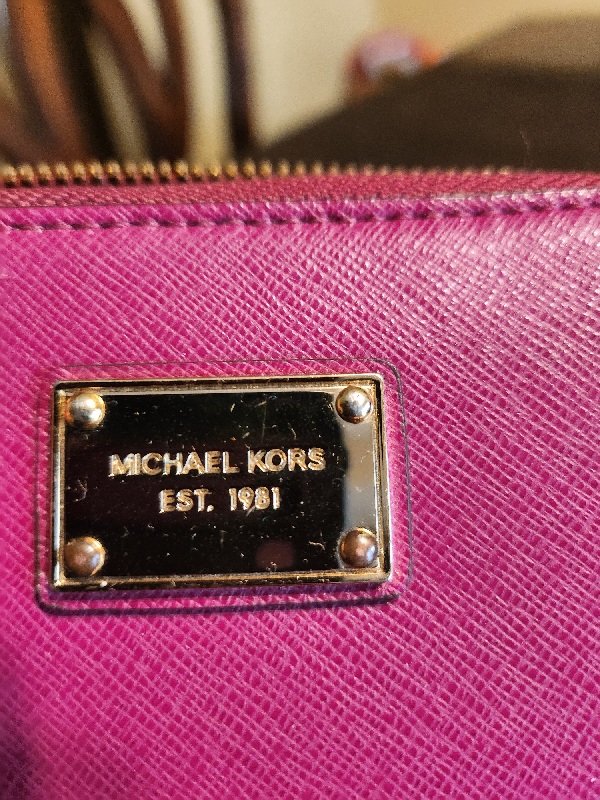 MICHAEL KORS
EST. 1981